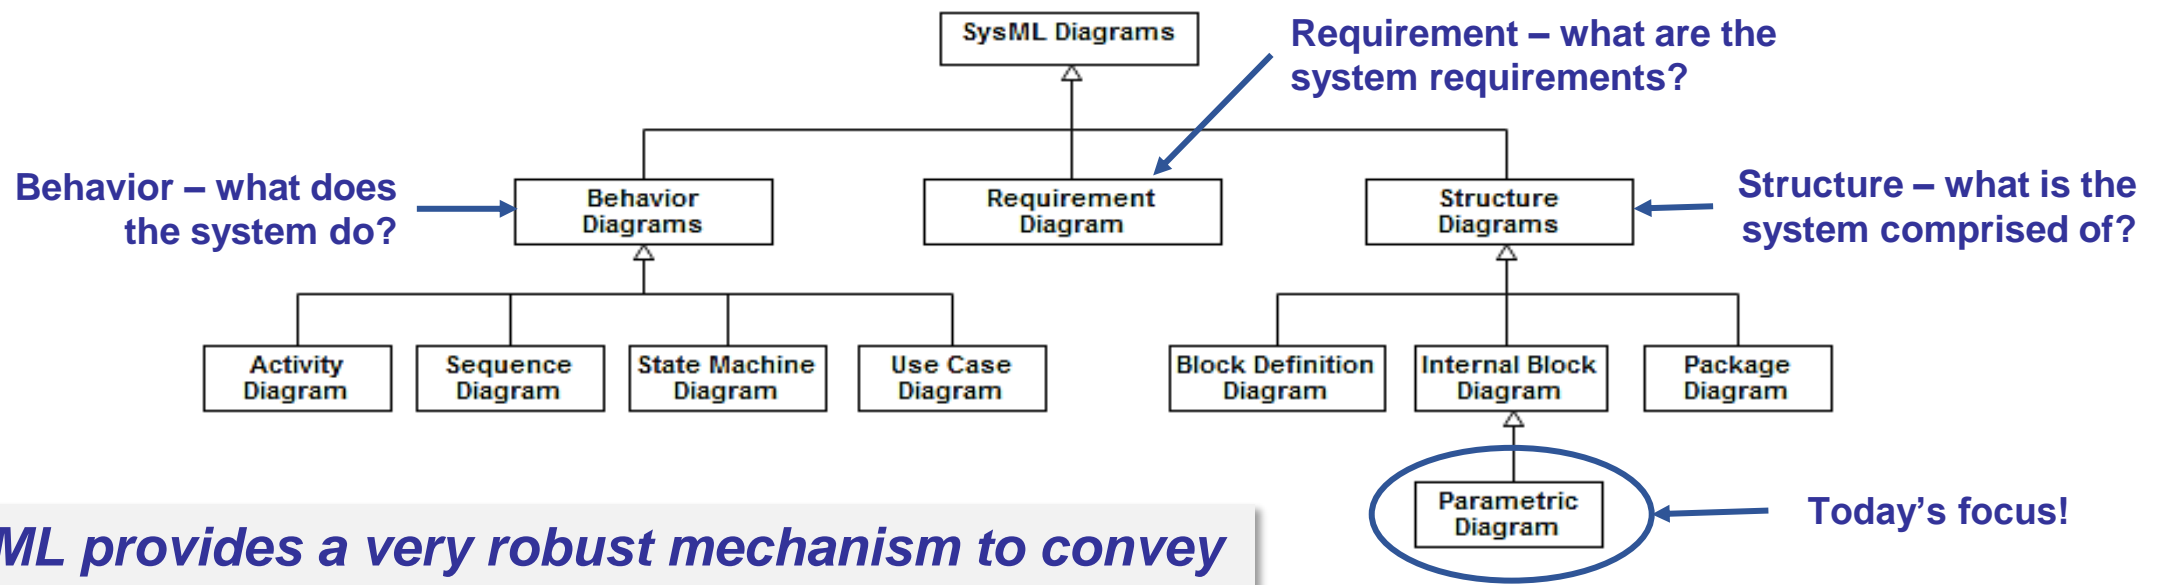 SysML Diagrams
Requirement – what are the
system requirements?
Behavior – what does
the system do?
Behavior
Diagrams
Requirement
Diagram
Structure
Diagrams
Structure – what is the
system comprised of?
Activity
Diagram
Sequence
Diagram
State Machine
Diagram
Use Case
Diagram
Block Definition
Diagram
Internal Block
Diagram
Package
Diagram
Parametric
Diagram
Today’s focus!
ML provides a very robust mechanism to convey